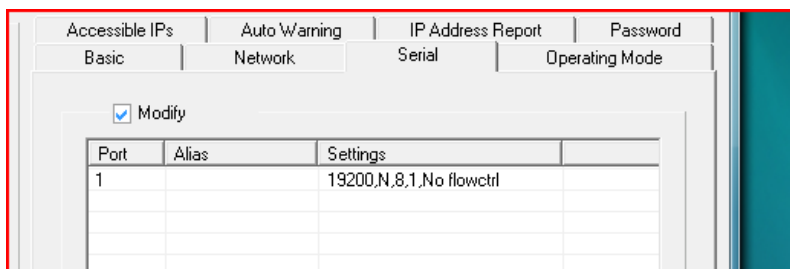 Accessible IPs Auto Warning IP Address Report Password
Basic Network Serial Operating Mode
Modify
Port Alias Settings
1 19200,N,8,1,No flowctrl